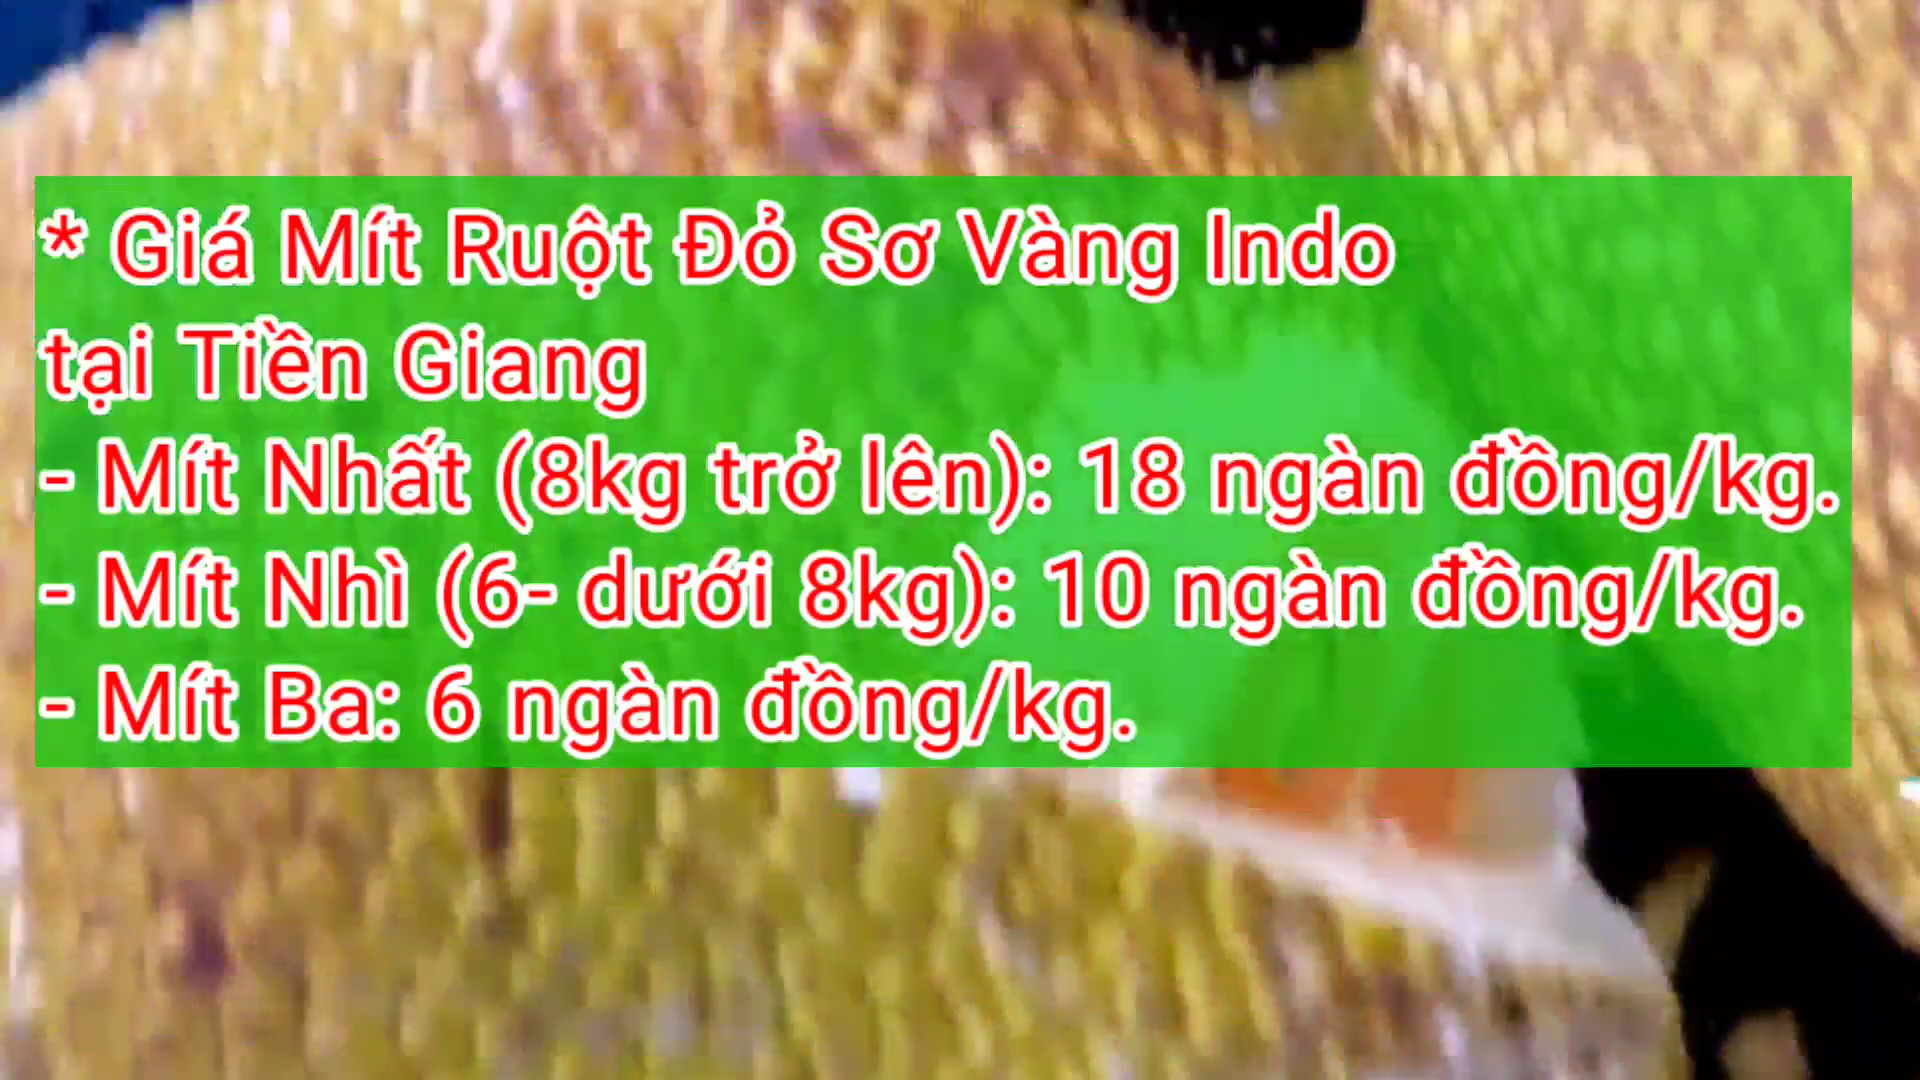 * Giá Mít Ruột Đỏ Sơ Vàng Indo
tại Tiền Giang
- Mít Nhất (8kg trở lên): 18 ngàn đồng/kg.
- Mít Nhì (6- dưới 8kg): 10 ngàn đồng/kg.
- Mít Ba: 6 ngàn đồng/kg.